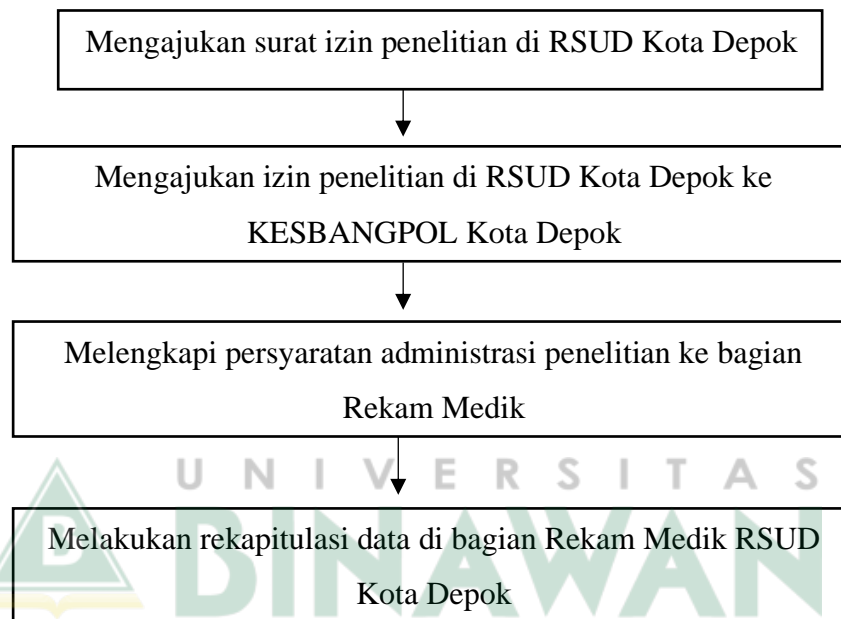 Mengajukan surat izin penelitian di RSUD Kota Depok
Mengajukan izin penelitian di RSUD Kota Depok ke
KESBANGPOL Kota Depok
Melengkapi persyaratan administrasi penelitian ke bagian
Rekam Medik
UNIVERSITAS
BINAWAN
Melakukan rekapitulasi data di bagian Rekam Medik RSUD
Kota Depok